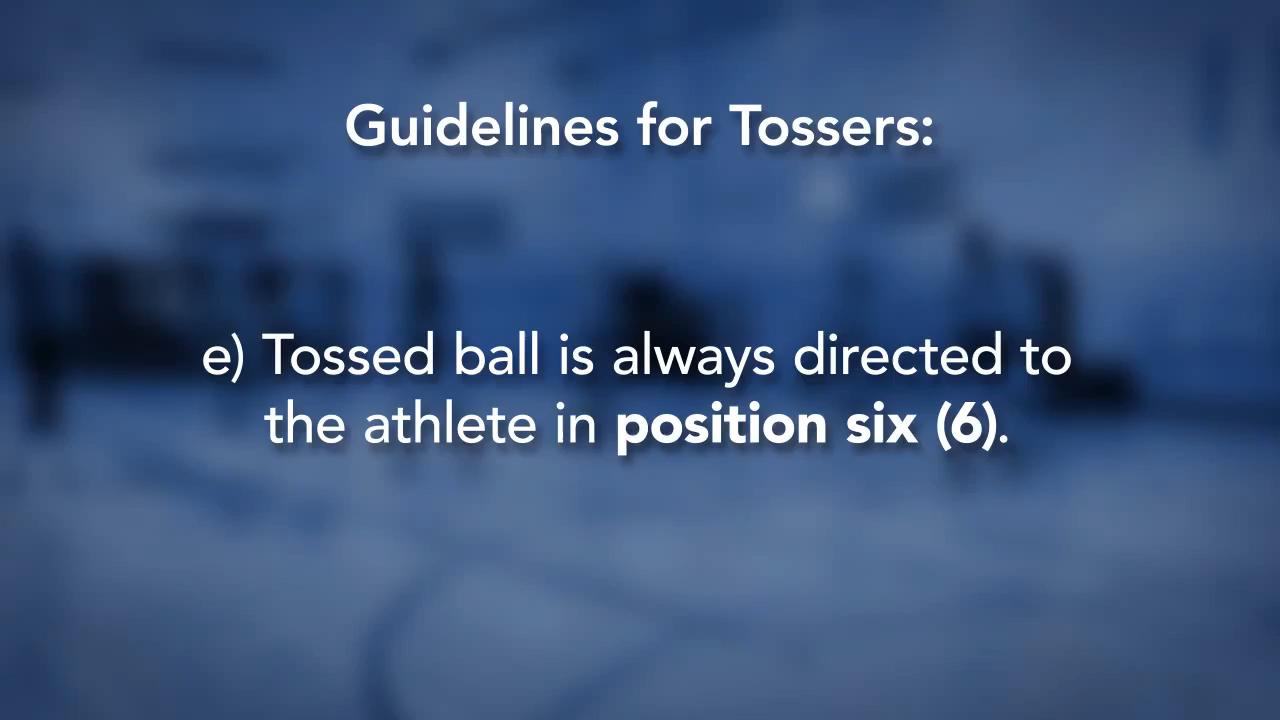 Guidelines for Tossers:
e) Tossed ball is always directed to
the athlete in position six (6).